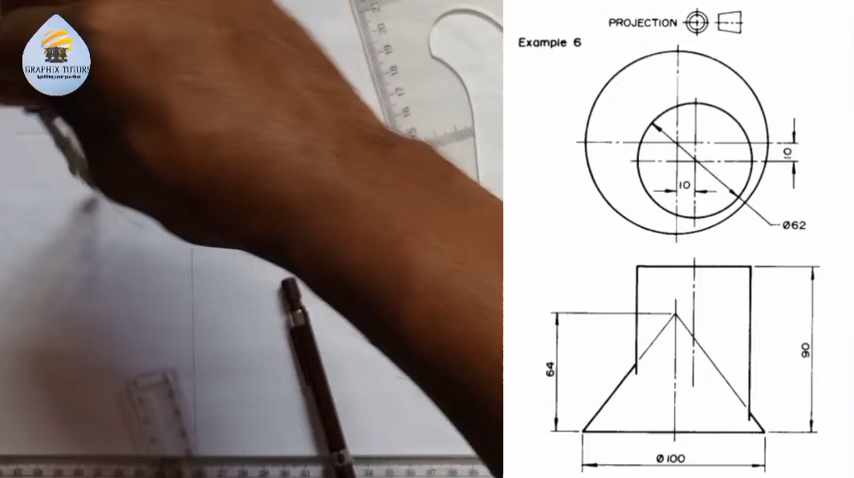 GRAPHIX TUTORS
PROJECTION
Example 6
10
10
Ø62
64
90
Ø100